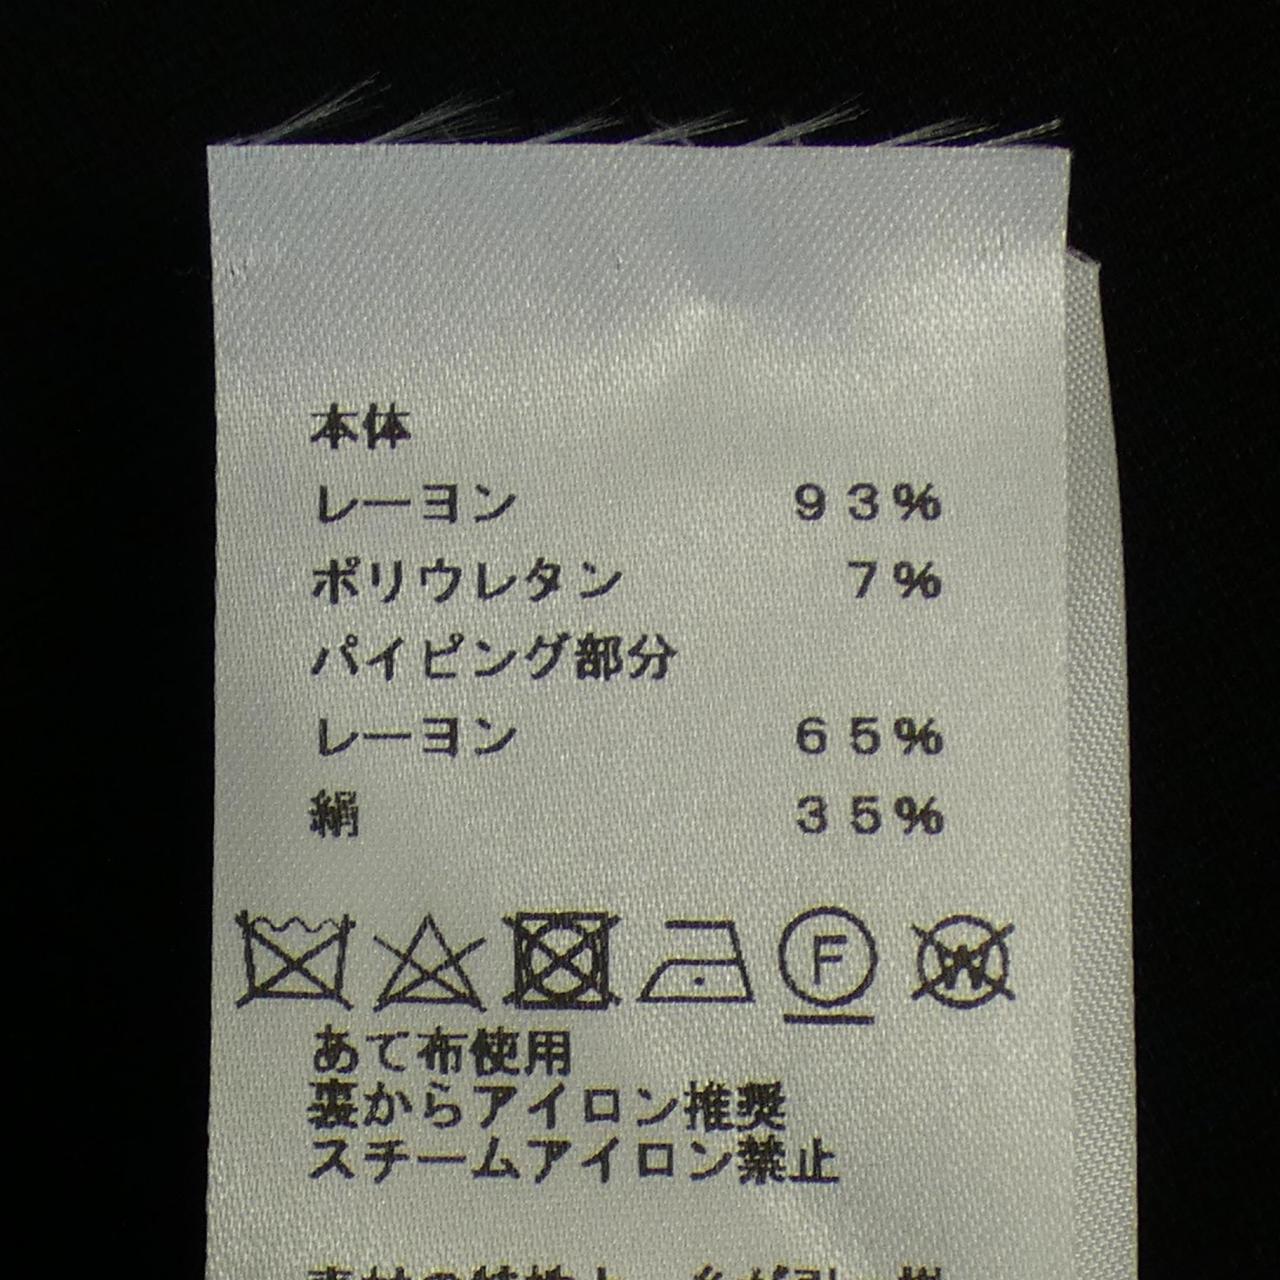 本体
レーヨン 93%
ポリウレタン 7%
パイピング部分
レーヨン 65%
絹 35%
F W
あて布使用
裏からアイロン推奨
スチームアイロン禁止